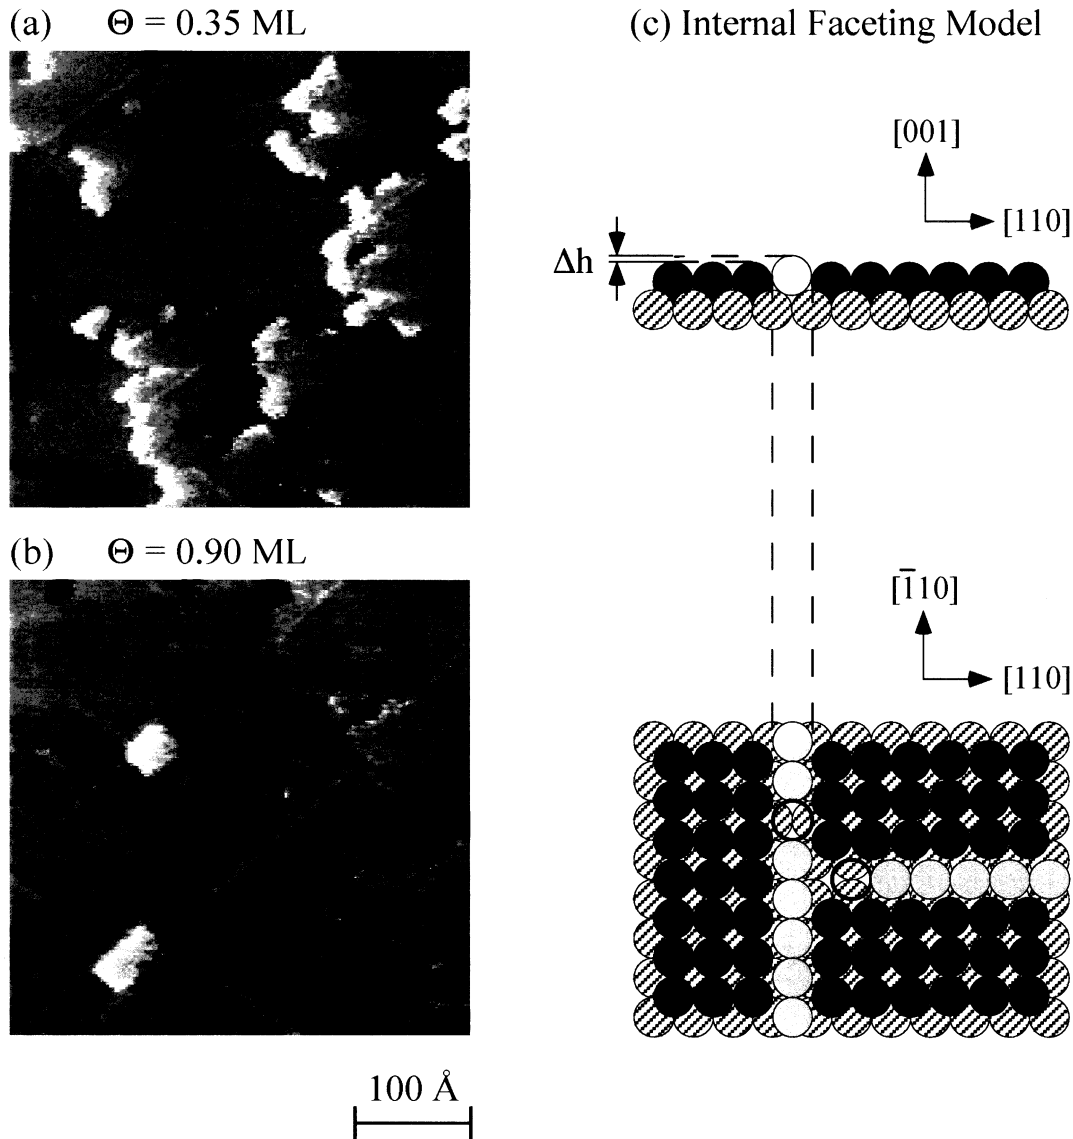 (a) Θ = 0.35 ML
(b) Θ = 0.90 ML
100 Å
(c) Internal Faceting Model
[001]
[110]
Δh
[1̄10]
[110]